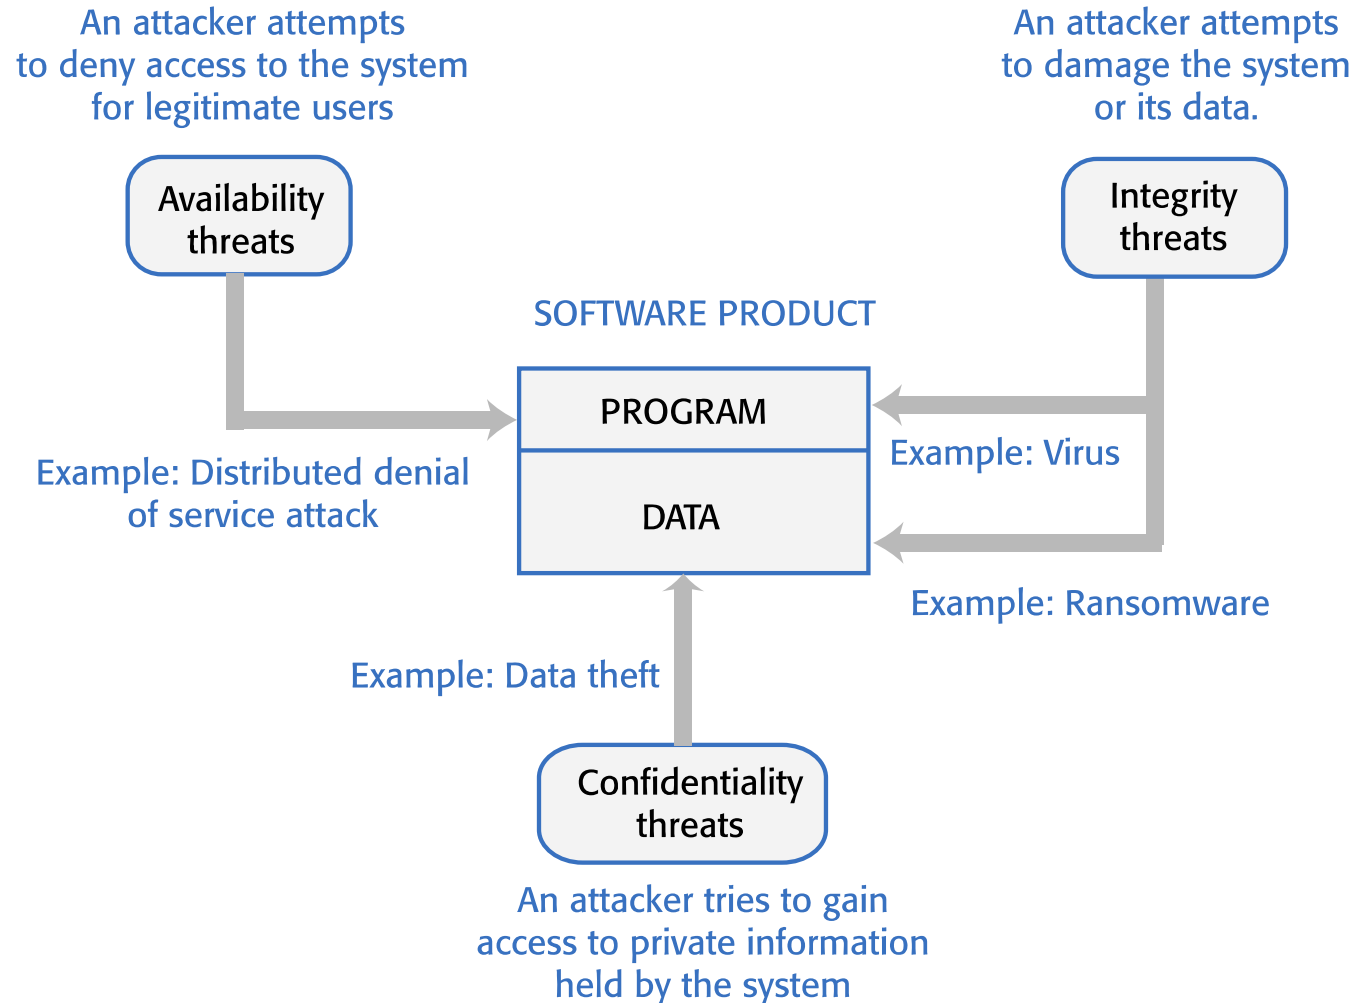 An attacker attempts
to deny access to the system
for legitimate users
An attacker attempts
to damage the system
or its data.
Availability
threats
Integrity
threats
SOFTWARE PRODUCT
PROGRAM
DATA
Example: Distributed denial
of service attack
Example: Virus
Example: Ransomware
Example: Data theft
Confidentiality
threats
An attacker tries to gain
access to private information
held by the system